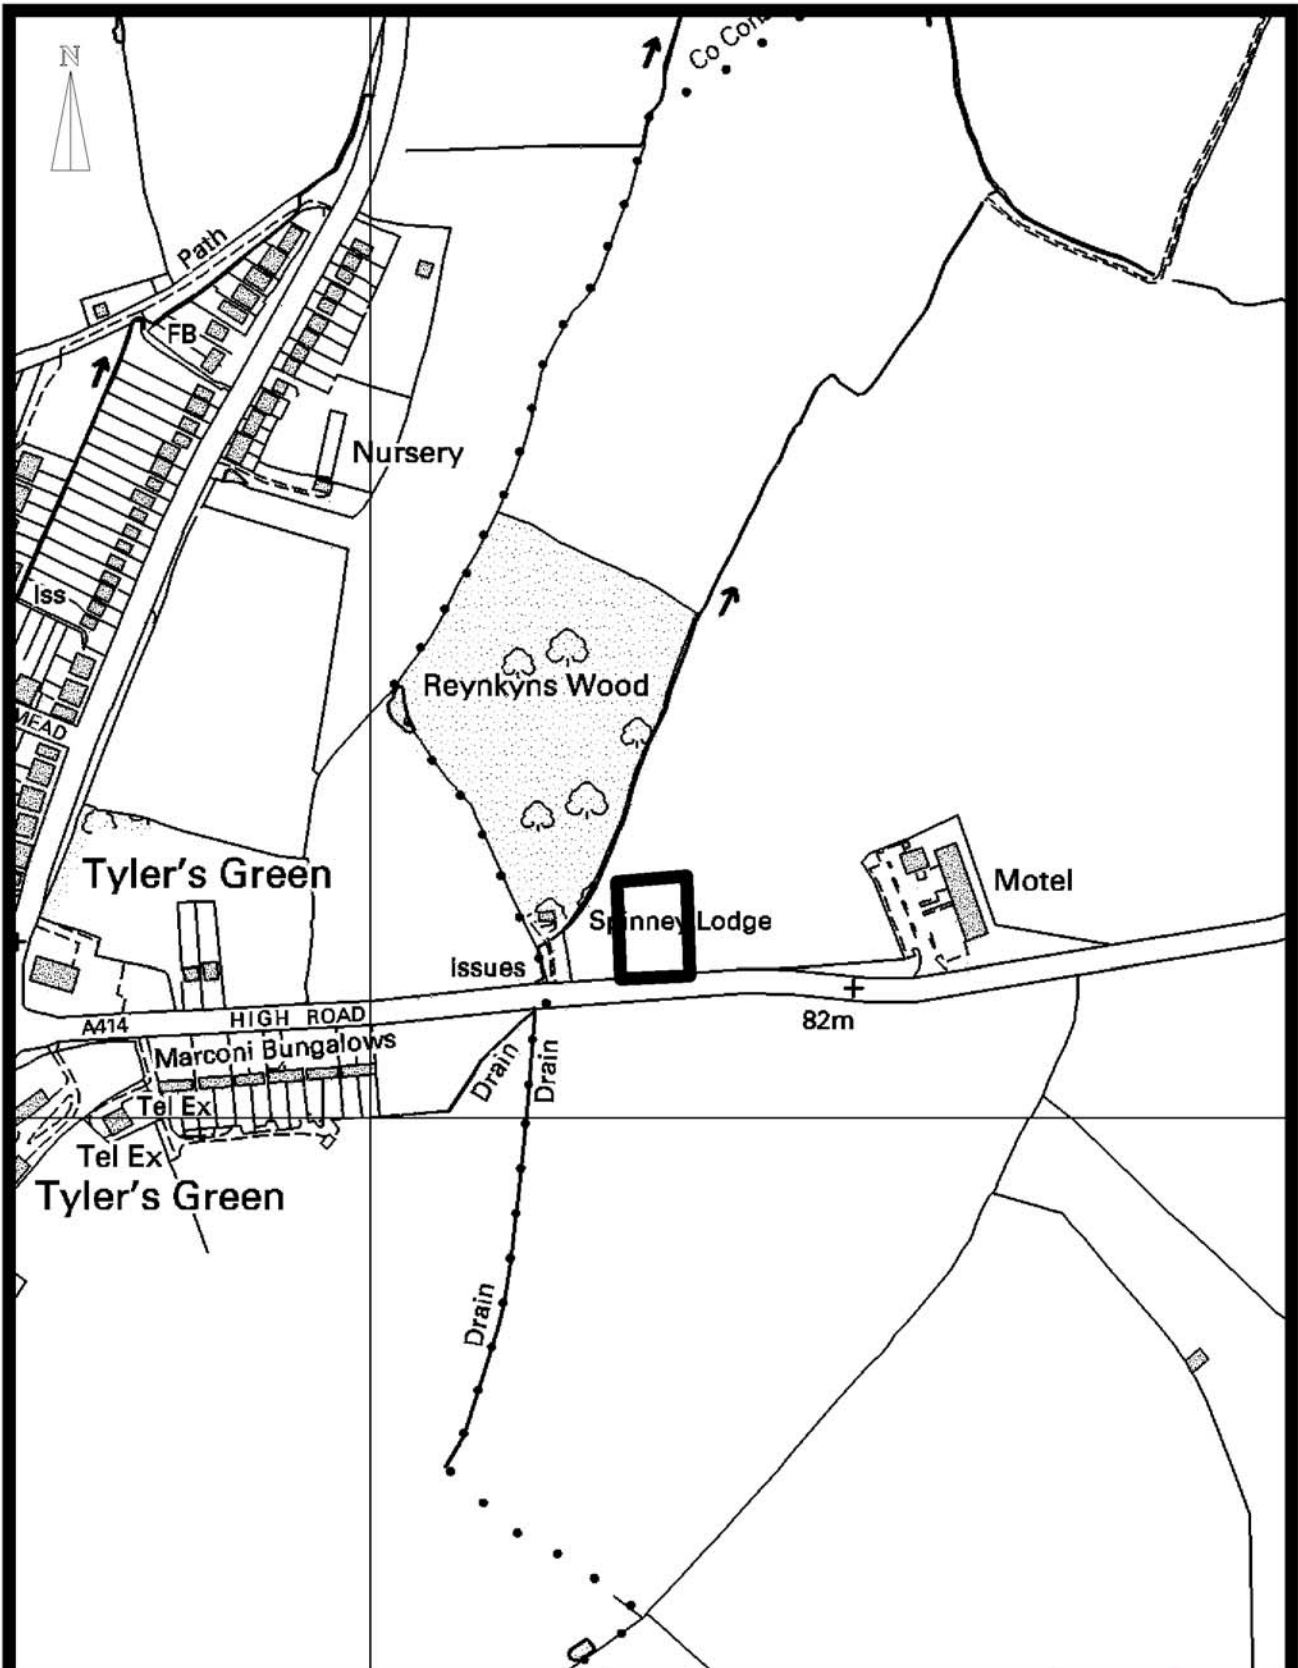 N
Co Con
Path
FB
Nursery
Iss
Reynkyns Wood
MEAD
Tyler's Green
Motel
Spinney Lodge
Issues
A414
HIGH ROAD
82m
Marconi Bungalows
Drain
Drain
Tel Ex
Tel Ex
Tyler's Green
Drain